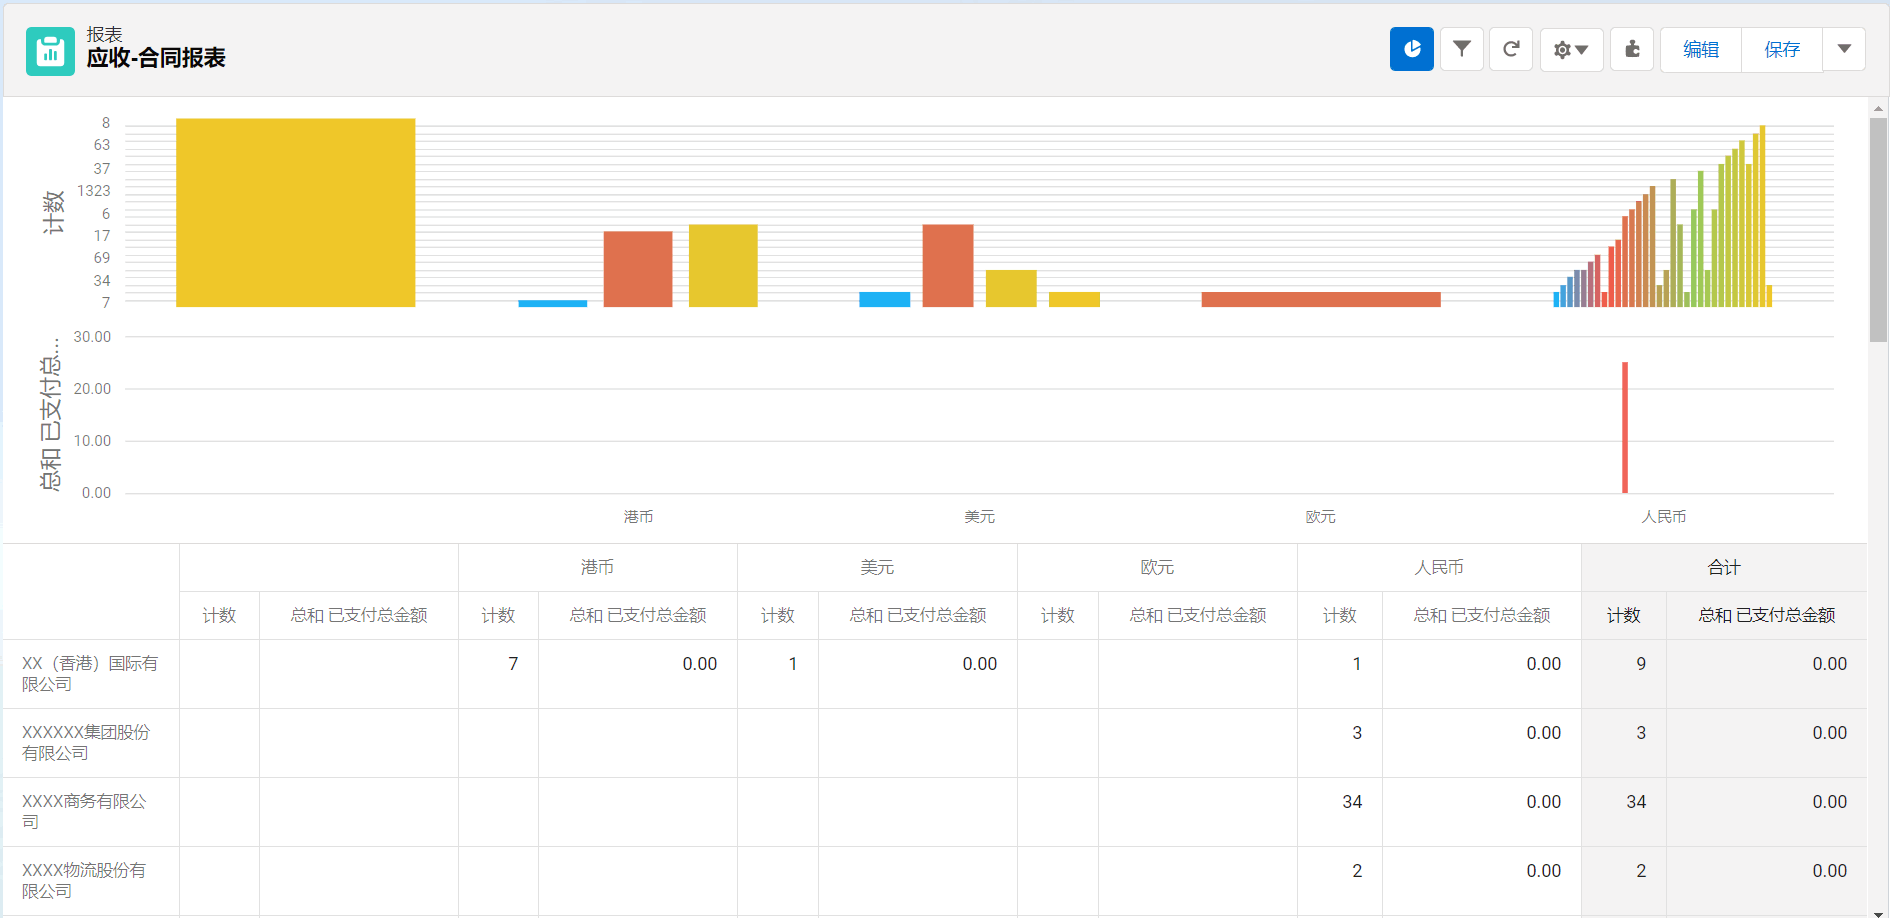 报表
应收-合同报表
编辑
保存
计数
8
63
37
1323
6
17
69
34
7
总和 已支付总...
30.00
20.00
10.00
0.00
港币 美元 欧元 人民币
港币 美元 欧元 人民币 合计
计数 总和 已支付总金额 计数 总和 已支付总金额 计数 总和 已支付总金额 计数 总和 已支付总金额 计数 总和 已支付总金额 计数 总和 已支付总金额
XX（香港）国际有 7 0.00 1 0.00 1 0.00 9 0.00
限公司
XXXXXX集团股份 3 0.00 3 0.00
有限公司
XXXX商务有限公 34 0.00 34 0.00
司
XXXX物流股份有 2 0.00 2 0.00
限公司